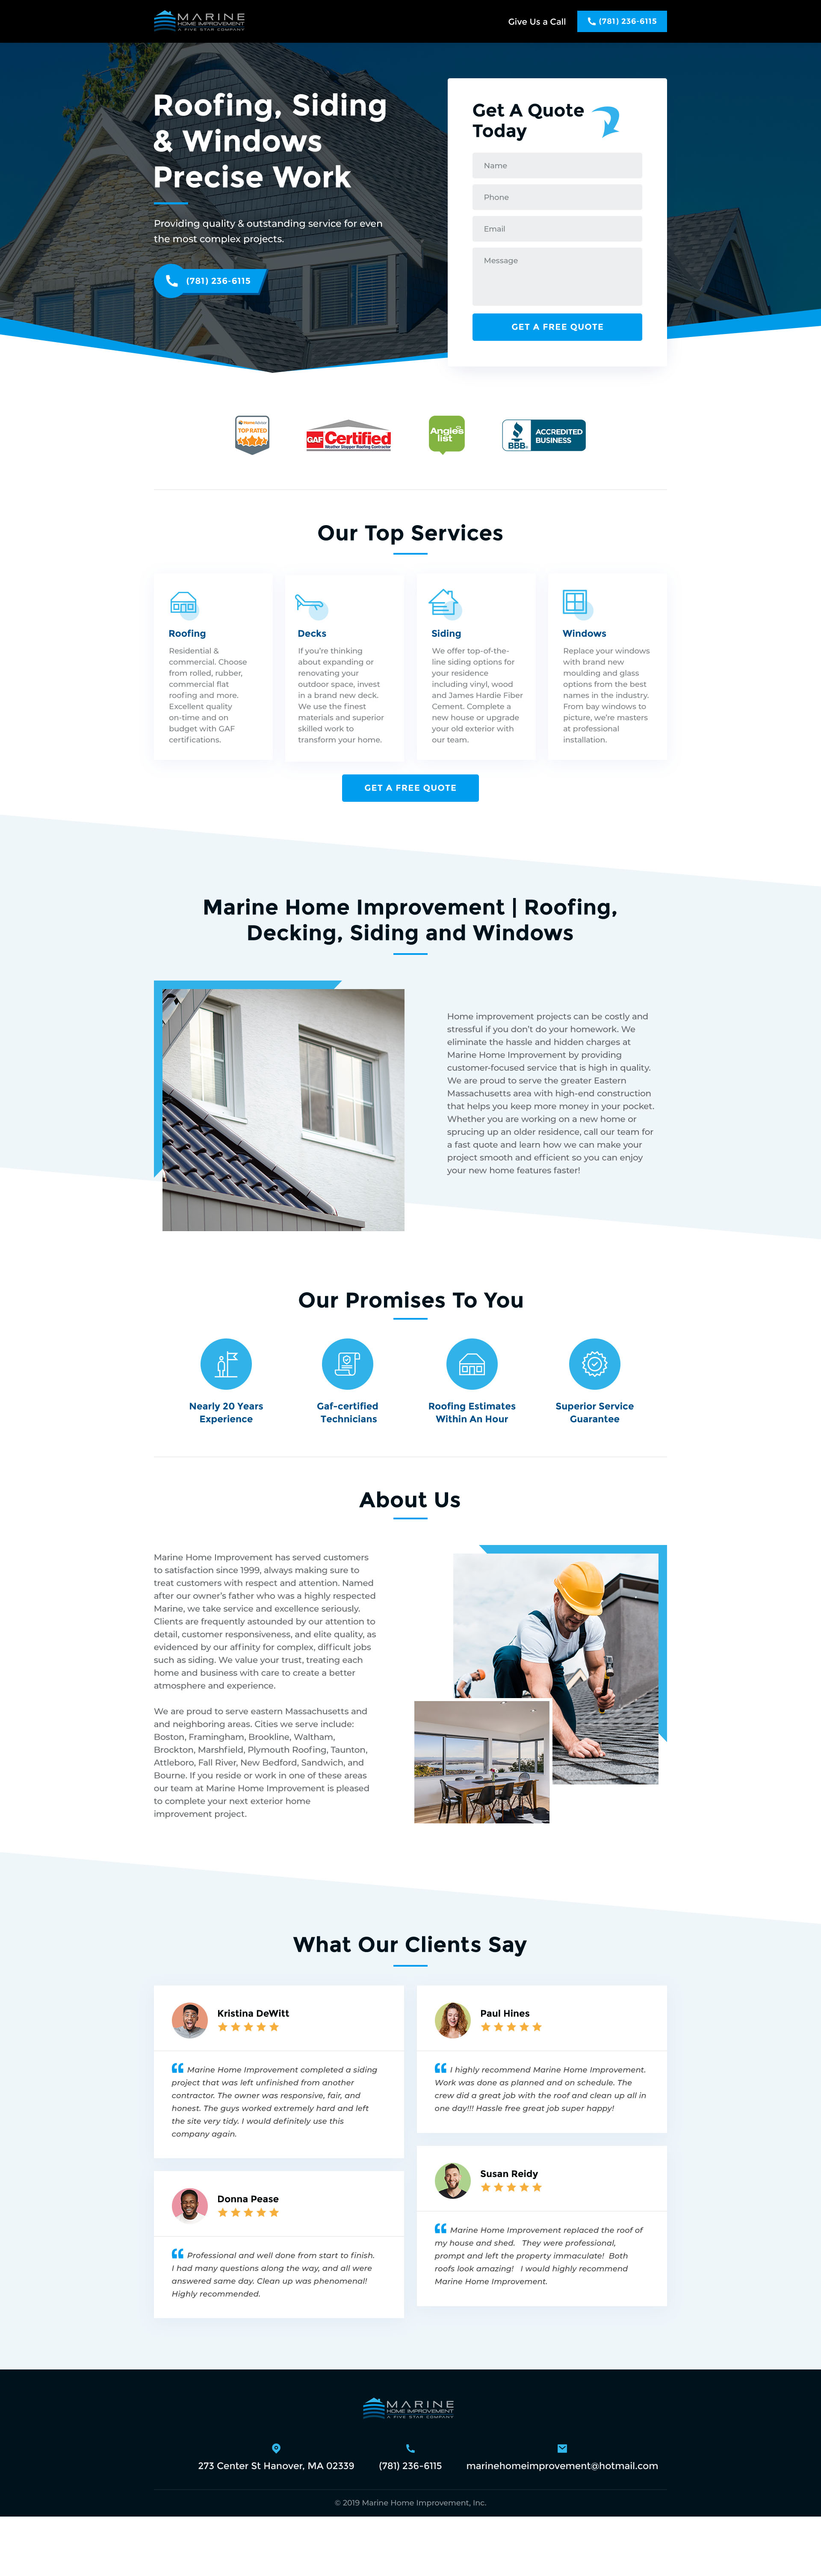 MARINE
HOME IMPROVEMENT
A FIVE STAR COMPANY
Give Us a Call
(781) 236-6115
Roofing, Siding
& Windows
Precise Work
Providing quality & outstanding service for even
the most complex projects.
(781) 236-6115
Get A Quote
Today
Name
Phone
Email
Message
GET A FREE QUOTE
HomeAdvisor
TOP RATED
GAF Certified
Weather Stopper Roofing Contractor
Angie's
list
BBB
ACCREDITED
BUSINESS
Our Top Services
Roofing
Residential &
commercial. Choose
from rolled, rubber,
commercial flat
roofing and more.
Excellent quality
on-time and on
budget with GAF
certifications.
Decks
If you're thinking
about expanding or
renovating your
outdoor space, invest
in a brand new deck.
We use the finest
materials and superior
skilled work to
transform your home.
Siding
We offer top-of-the-
line siding options for
your residence
including vinyl, wood
and James Hardie Fiber
Cement. Complete a
new house or upgrade
your old exterior with
our team.
Windows
Replace your windows
with brand new
moulding and glass
options from the best
names in the industry.
From bay windows to
picture, we're masters
at professional
installation.
GET A FREE QUOTE
Marine Home Improvement | Roofing,
Decking, Siding and Windows
Home improvement projects can be costly and
stressful if you don't do your homework. We
eliminate the hassle and hidden charges at
Marine Home Improvement by providing
customer-focused service that is high in quality.
We are proud to serve the greater Eastern
Massachusetts area with high-end construction
that helps you keep more money in your pocket.
Whether you are working on a new home or
sprucing up an older residence, call our team for
a fast quote and learn how we can make your
project smooth and efficient so you can enjoy
your new home features faster!
Our Promises To You
Nearly 20 Years
Experience
Gaf-certified
Technicians
Roofing Estimates
Within An Hour
Superior Service
Guarantee
About Us
Marine Home Improvement has served customers
to satisfaction since 1999, always making sure to
treat customers with respect and attention. Named
after our owner's father who was a highly respected
Marine, we take service and excellence seriously.
Clients are frequently astounded by our attention to
detail, customer responsiveness, and elite quality, as
evidenced by our affinity for complex, difficult jobs
such as siding. We value your trust, treating each
home and business with care to create a better
atmosphere and experience.
We are proud to serve eastern Massachusetts and
and neighboring areas. Cities we serve include:
Boston, Framingham, Brookline, Waltham,
Brockton, Marshfield, Plymouth Roofing, Taunton,
Attleboro, Fall River, New Bedford, Sandwich, and
Bourne. If you reside or work in one of these areas
our team at Marine Home Improvement is pleased
to complete your next exterior home
improvement project.
What Our Clients Say
Kristina DeWitt
“ Marine Home Improvement completed a siding
project that was left unfinished from another
contractor. The owner was responsive, fair, and
honest. The guys worked extremely hard and left
the site very tidy. I would definitely use this
company again.
Paul Hines
“ I highly recommend Marine Home Improvement.
Work was done as planned and on schedule. The
crew did a great job with the roof and clean up all in
one day!!! Hassle free great job super happy!
Donna Pease
“ Professional and well done from start to finish.
I had many questions along the way, and all were
answered same day. Clean up was phenomenal!
Highly recommended.
Susan Reidy
“ Marine Home Improvement replaced the roof of
my house and shed. They were professional,
prompt and left the property immaculate! Both
roofs look amazing! I would highly recommend
Marine Home Improvement.
MARINE
HOME IMPROVEMENT
A FIVE STAR COMPANY
273 Center St Hanover, MA 02339
(781) 236-6115
marinehomeimprovement@hotmail.com
© 2019 Marine Home Improvement, Inc.